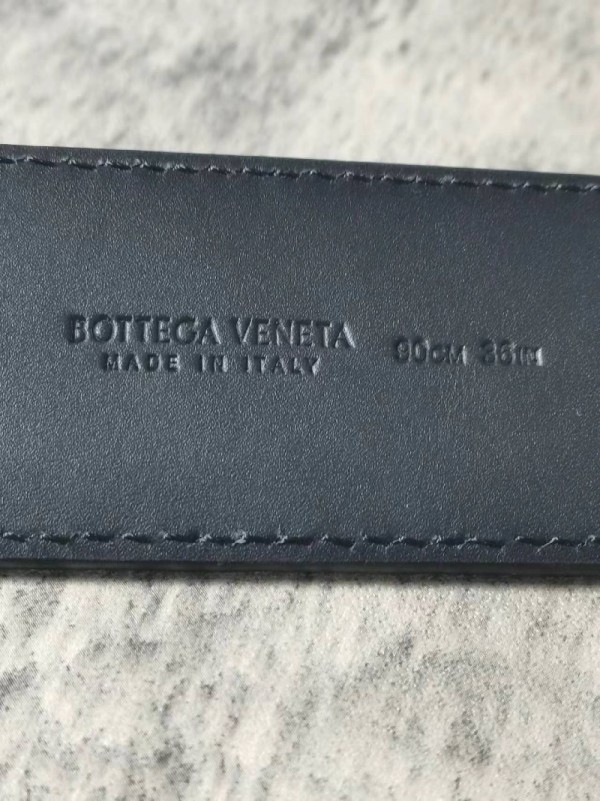 BOTTEGA VENETA
MADE IN ITALY
90CM 36IN